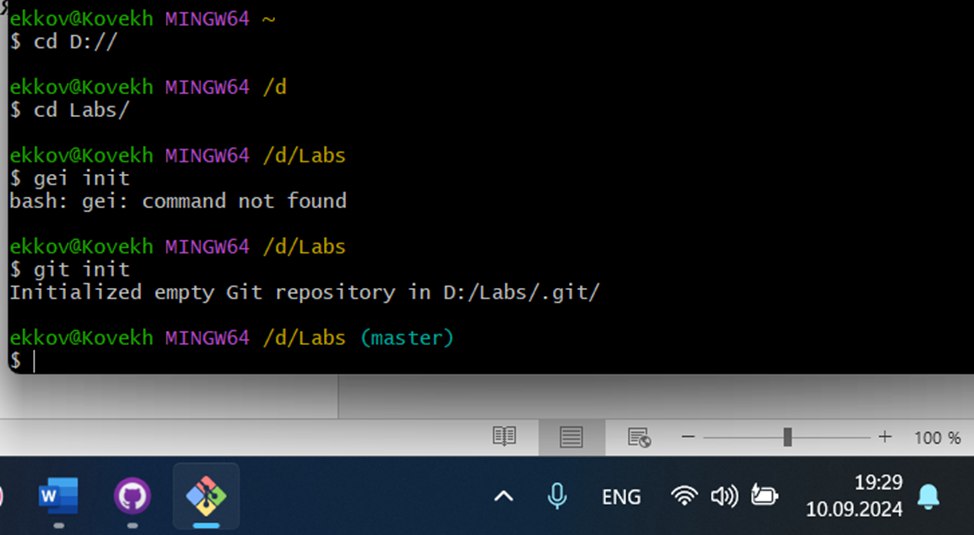 ekkov@Kovekh MINGW64 ~
$ cd D://
ekkov@Kovekh MINGW64 /d
$ cd Labs/
ekkov@Kovekh MINGW64 /d/Labs
$ gei init
bash: gei: command not found
ekkov@Kovekh MINGW64 /d/Labs
$ git init
Initialized empty Git repository in D:/Labs/.git/
ekkov@Kovekh MINGW64 /d/Labs (master)
$
100 %
W
ENG
19:29
10.09.2024